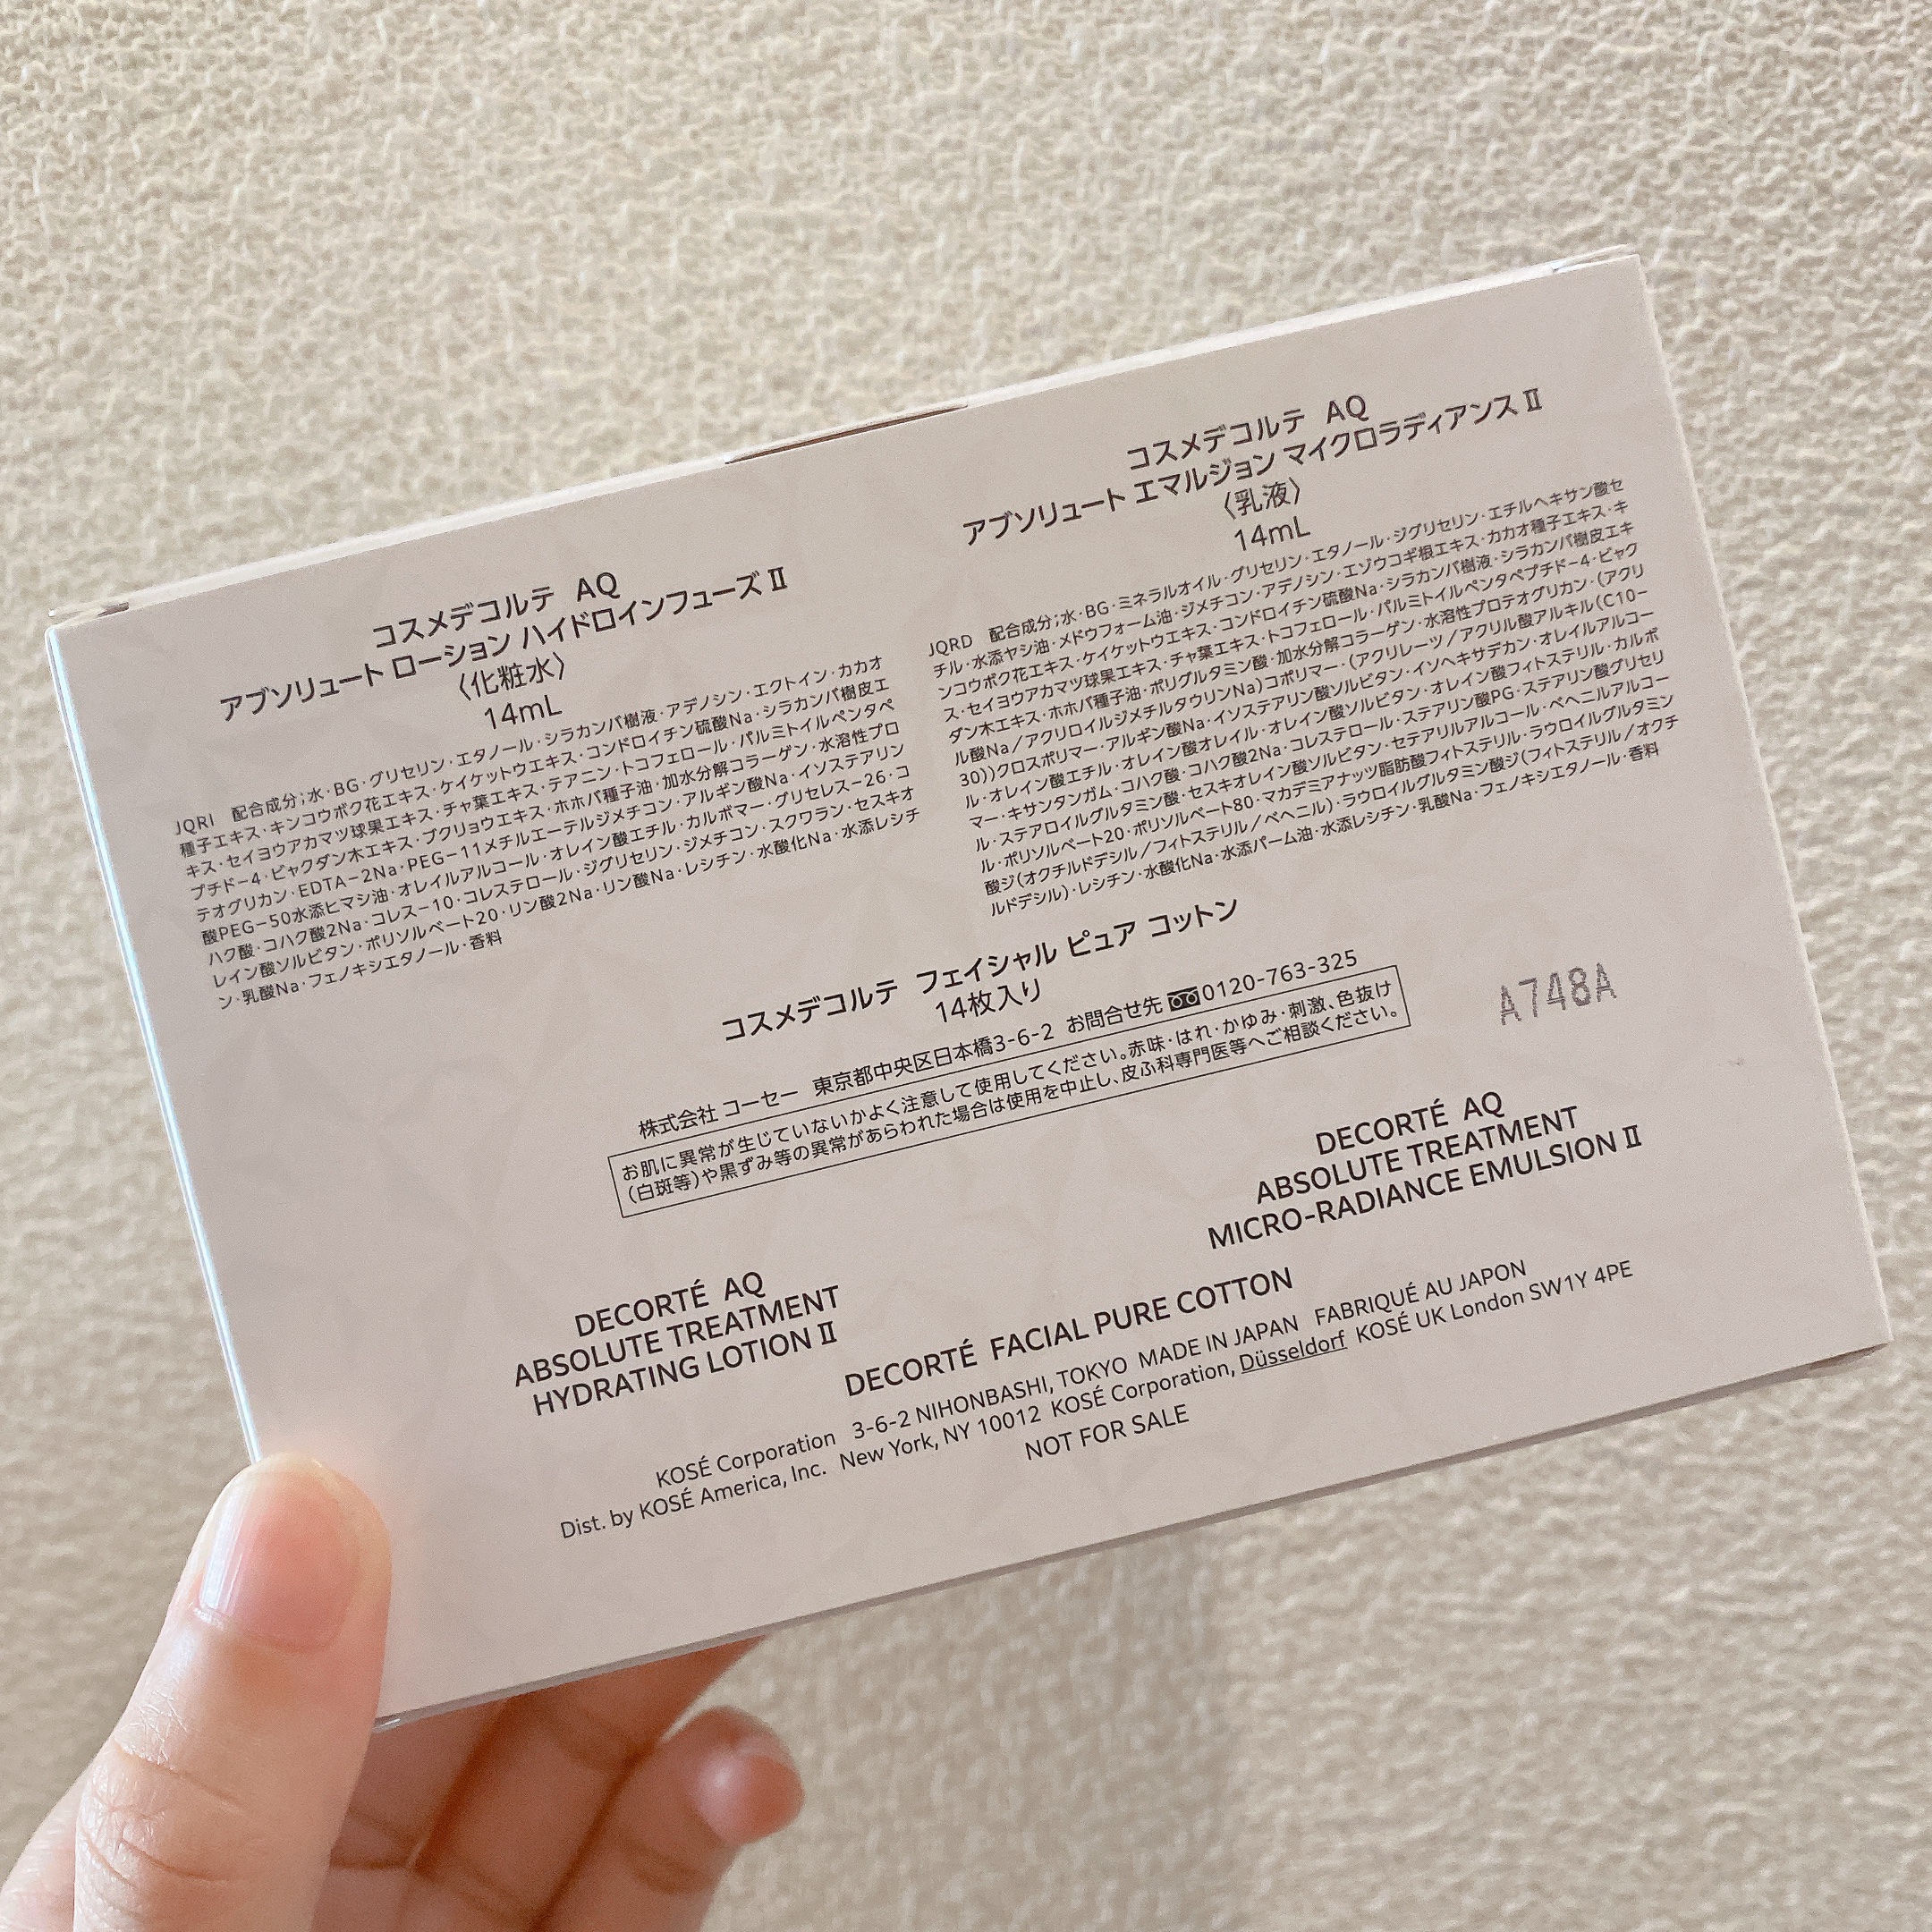 コスメデコルテ AQ
アブソリュート ローション ハイドロインフューズ Ⅱ
〈化粧水〉
14mL
JQRI 配合成分;水・BG・グリセリン・エタノール・シラカンバ樹液・アデノシン・エクトイン・カカオ
種子エキス・キンコウボク花エキス・ケイケットウエキス・コンドロイチン硫酸Na・シラカンバ樹皮エ
キス・セイヨウアカマツ球果エキス・チャ葉エキス・テアニン・トコフェロール・パルミトイルペンタペ
プチド-4・ビャクダン木エキス・ブクリョウエキス・ホホバ種子油・加水分解コラーゲン・水溶性プロ
テオグリカン・EDTA-2Na・PEG-11メチルエーテルジメチコン・アルギン酸Na・イソステアリン
酸PEG-50水添ヒマシ油・オレイルアルコール・オレイン酸エチル・カルボマー・グリセレス-26・コ
ハク酸・コハク酸2Na・コレス-10・コレステロール・ジグリセリン・ジメチコン・スクワラン・セスキオ
レイン酸ソルビタン・ポリソルベート20・リン酸2Na・リン酸Na・レシチン・水酸化Na・水添レシチ
ン・乳酸Na・フェノキシエタノール・香料
コスメデコルテ AQ
アブソリュート エマルジョン マイクロラディアンス Ⅱ
〈乳液〉
14mL
JQRD 配合成分;水・BG・ミネラルオイル・グリセリン・エタノール・ジグリセリン・エチルヘキサン酸セ
チル・水添ヤシ油・メドウフォーム油・ジメチコン・アデノシン・エゾウコギ根エキス・カカオ種子エキス・キ
ンコウボク花エキス・ケイケットウエキス・コンドロイチン硫酸Na・シラカンバ樹液・シラカンバ樹皮エキ
ス・セイヨウアカマツ球果エキス・チャ葉エキス・トコフェロール・パルミトイルペンタペプチド-4・ビャク
ダン木エキス・ホホバ種子油・ポリグルタミン酸・加水分解コラーゲン・水溶性プロテオグリカン・(アクリ
ル酸Na/アクリロイルジメチルタウリンNa)コポリマー・(アクリレーツ/アクリル酸アルキル(C10-
30))クロスポリマー・アルギン酸Na・イソステアリン酸ソルビタン・イソヘキサデカン・オレイルアルコー
ル・オレイン酸エチル・オレイン酸オレイル・オレイン酸ソルビタン・オレイン酸フィトステリル・カルボ
マー・キサンタンガム・コハク酸・コハク酸2Na・コレステロール・ステアリン酸PG・ステアリン酸グリセリ
ル・ステアロイルグルタミン酸・セスキオレイン酸ソルビタン・セテアリルアルコール・ベヘニルアルコー
ル・ポリソルベート20・ポリソルベート80・マカデミアナッツ脂肪酸フィトステリル・ラウロイルグルタミン
酸ジ(オクチルドデシル/フィトステリル/ベヘニル)・ラウロイルグルタミン酸ジ(フィトステリル/オクチ
ルドデシル)・レシチン・水酸化Na・水添パーム油・水添レシチン・乳酸Na・フェノキシエタノール・香料
コスメデコルテ フェイシャル ピュア コットン
14枚入り
株式会社 コーセー 東京都中央区日本橋3-6-2 お問合せ先 0120-763-325
お肌に異常が生じていないかよく注意して使用してください。赤味・はれ・かゆみ・刺激、色抜け
(白斑等)や黒ずみ等の異常があらわれた場合は使用を中止し、皮ふ科専門医等へご相談ください。
A748A
DECORTÉ AQ
ABSOLUTE TREATMENT
HYDRATING LOTION Ⅱ
DECORTÉ AQ
ABSOLUTE TREATMENT
MICRO-RADIANCE EMULSION Ⅱ
DECORTÉ FACIAL PURE COTTON
KOSÉ Corporation 3-6-2 NIHONBASHI, TOKYO MADE IN JAPAN FABRIQUÉ AU JAPON
Dist. by KOSÉ America, Inc. New York, NY 10012 KOSÉ Corporation, Düsseldorf KOSÉ UK London SW1Y 4PE
NOT FOR SALE